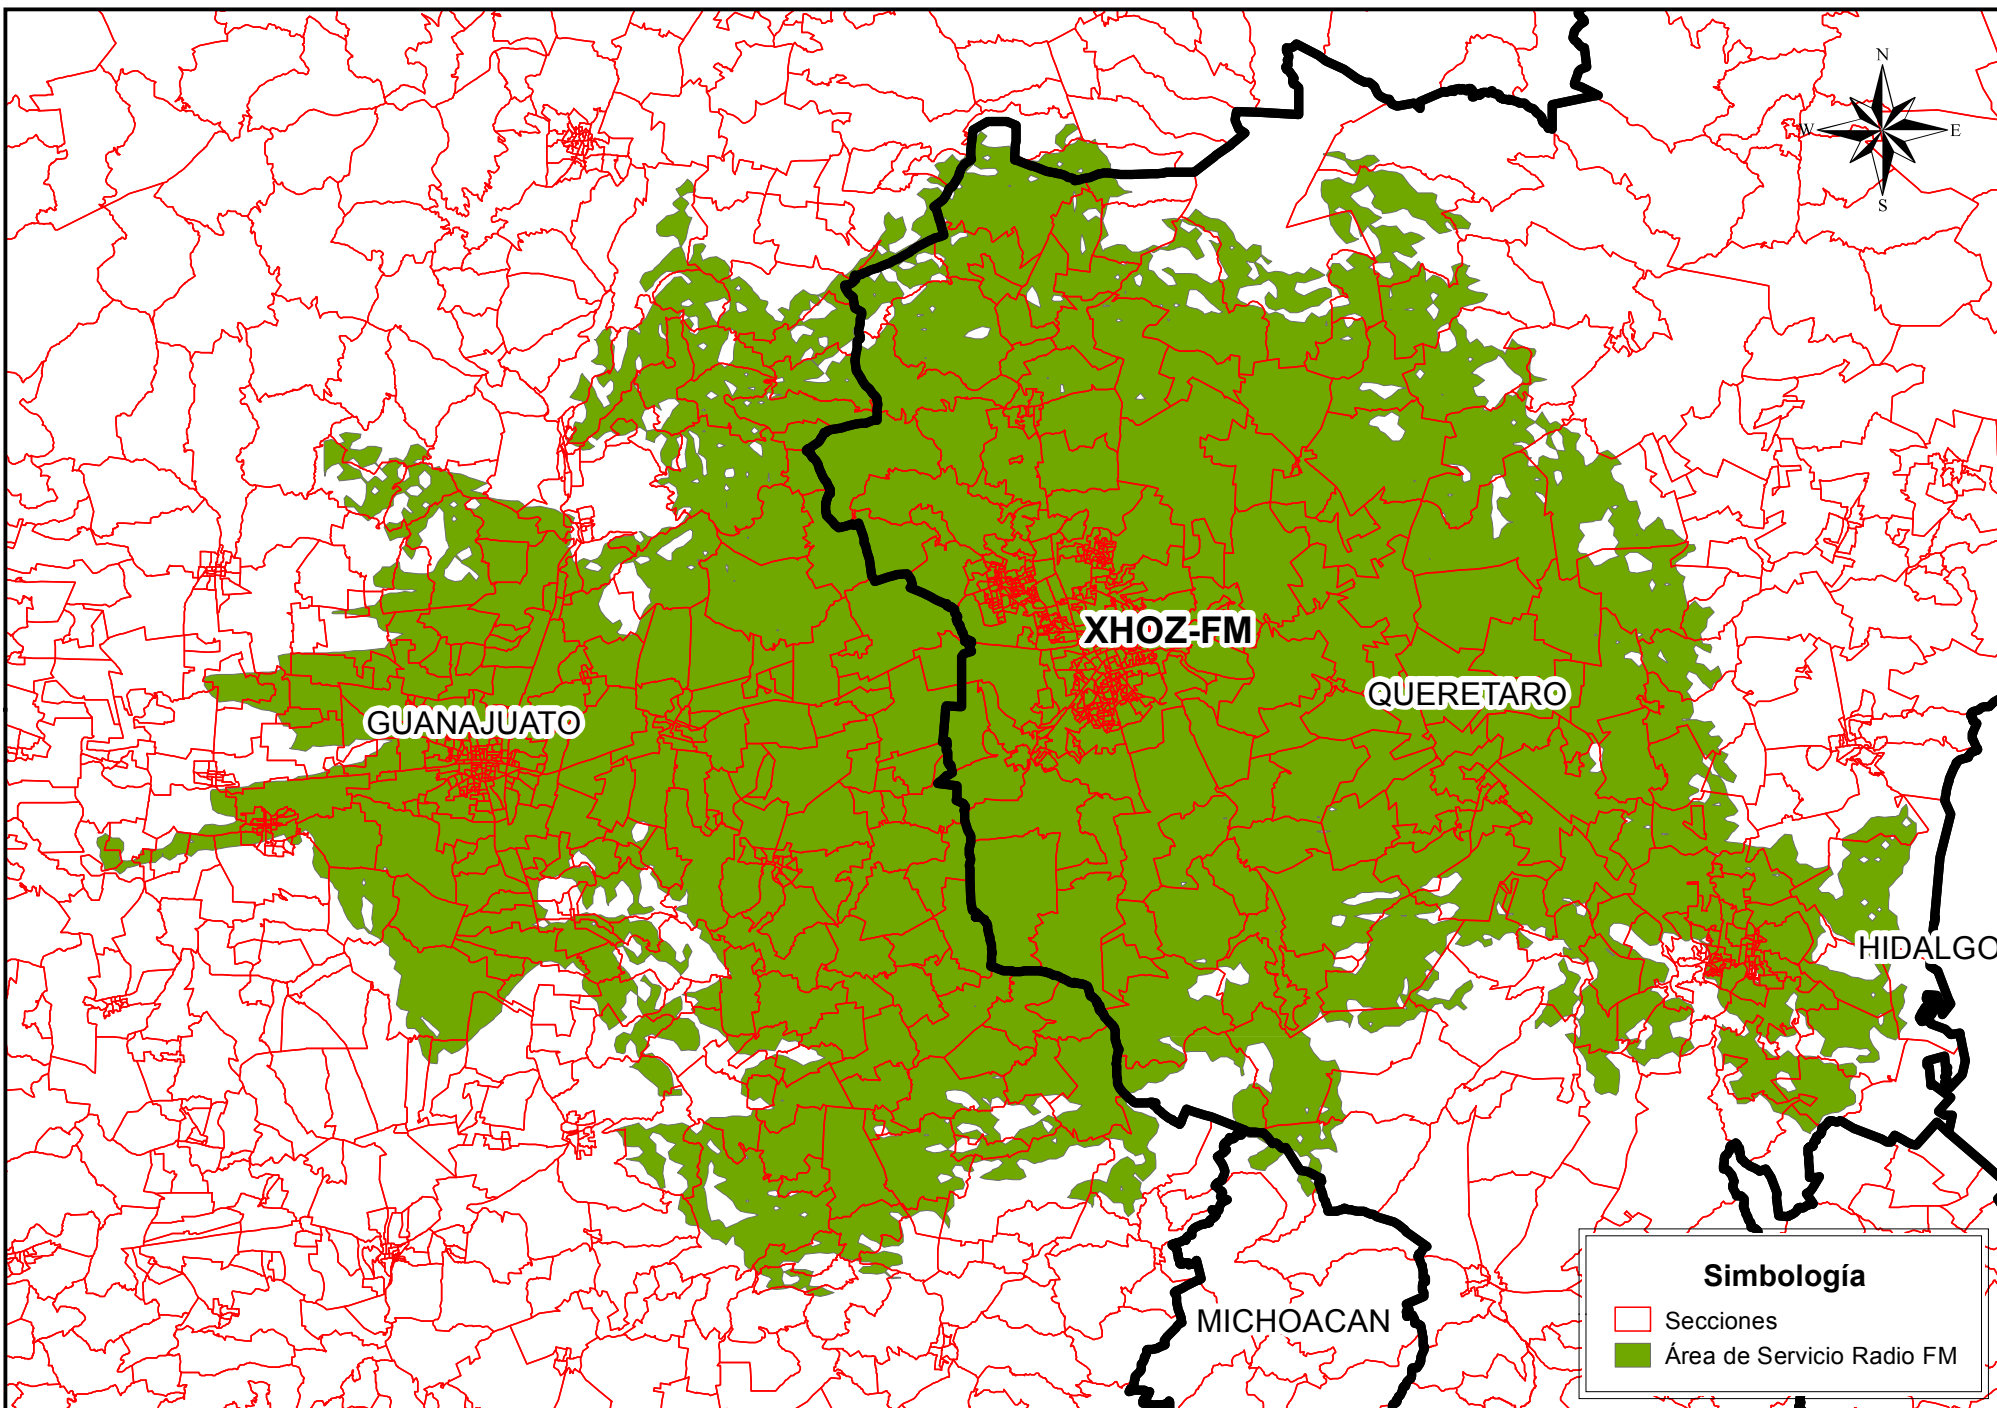 N
W E
S
XHOZ-FM
QUERETARO
GUANAJUATO
HIDALGO
MICHOACAN
Simbología
Secciones
Área de Servicio Radio FM